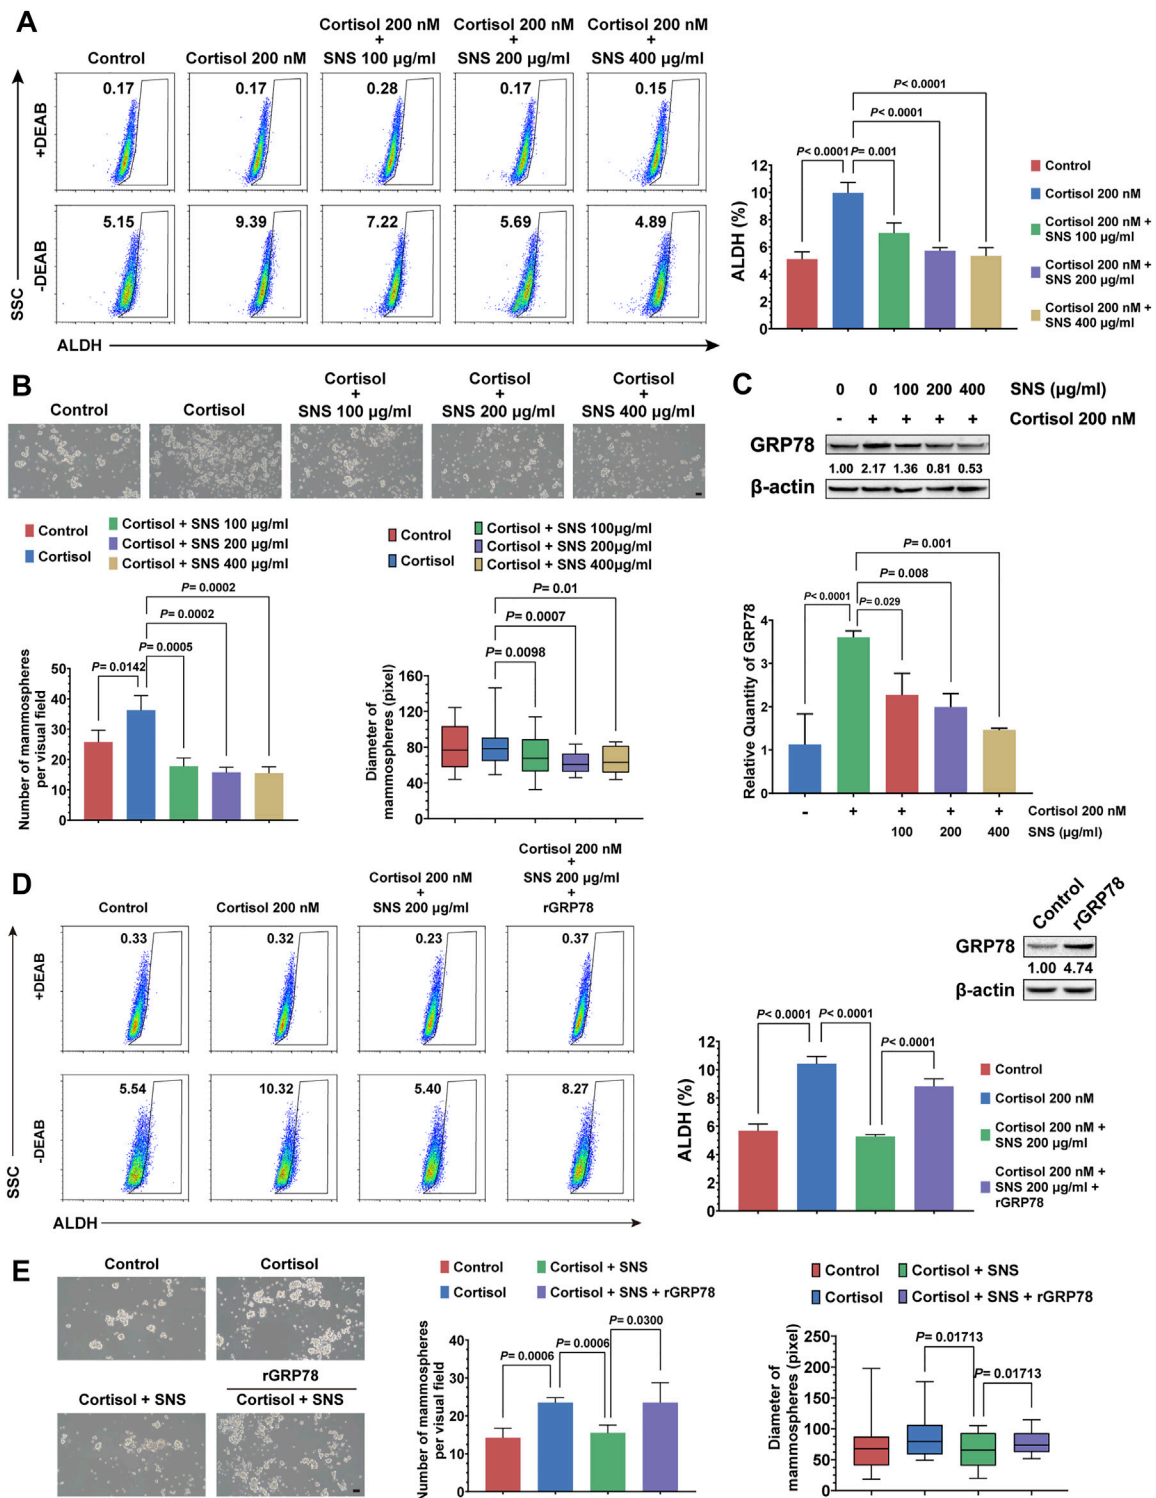 A
Control
Cortisol 200 nM
Cortisol 200 nM
+
SNS 100 µg/ml
Cortisol 200 nM
+
SNS 200 µg/ml
Cortisol 200 nM
+
SNS 400 µg/ml
+DEAB
0.17
0.17
0.28
0.17
0.15
-DEAB
5.15
9.39
7.22
5.69
4.89
SSC
ALDH
P< 0.0001
P< 0.0001
P< 0.0001
P= 0.001
ALDH (%)
12
10
8
6
4
2
0
Control
Cortisol 200 nM
Cortisol 200 nM +
SNS 100 µg/ml
Cortisol 200 nM +
SNS 200 µg/ml
Cortisol 200 nM +
SNS 400 µg/ml
B
Control
Cortisol
Cortisol
+
SNS 100 µg/ml
Cortisol
+
SNS 200 µg/ml
Cortisol
+
SNS 400 µg/ml
Control
Cortisol
Cortisol + SNS 100 µg/ml
Cortisol + SNS 200 µg/ml
Cortisol + SNS 400 µg/ml
P= 0.0002
P= 0.0002
P= 0.0005
P= 0.0142
Number of mammospheres
per visual field
50
40
30
20
10
0
Control
Cortisol
Cortisol + SNS 100µg/ml
Cortisol + SNS 200µg/ml
Cortisol + SNS 400µg/ml
P= 0.01
P= 0.0007
P= 0.0098
Diameter of
mammospheres (pixel)
160
120
80
40
0
C
0 0 100 200 400 SNS (µg/ml)
- + + + + Cortisol 200 nM
GRP78
1.00 2.17 1.36 0.81 0.53
β-actin
P= 0.001
P= 0.008
P< 0.0001
P= 0.029
Relative Quantity of GRP78
4
3
2
1
0
- + + + + Cortisol 200 nM
100 200 400 SNS (µg/ml)
D
Control
Cortisol 200 nM
Cortisol 200 nM
+
SNS 200 µg/ml
Cortisol 200 nM
+
SNS 200 µg/ml
+
rGRP78
+DEAB
0.33
0.32
0.23
0.37
-DEAB
5.54
10.32
5.40
8.27
SSC
ALDH
Control
rGRP78
GRP78
1.00 4.74
β-actin
P< 0.0001
P< 0.0001
P< 0.0001
ALDH (%)
12
10
8
6
4
2
0
Control
Cortisol 200 nM
Cortisol 200 nM +
SNS 200 µg/ml
Cortisol 200 nM +
SNS 200 µg/ml +
rGRP78
E
Control
Cortisol
Cortisol + SNS
rGRP78
Cortisol + SNS
Control
Cortisol
Cortisol + SNS
Cortisol + SNS + rGRP78
P= 0.0300
P= 0.0006
P= 0.0006
Number of mammospheres
per visual field
40
30
20
10
0
Control
Cortisol
Cortisol + SNS
Cortisol + SNS + rGRP78
P= 0.01713
P= 0.01713
Diameter of
mammospheres (pixel)
250
200
150
100
50
0